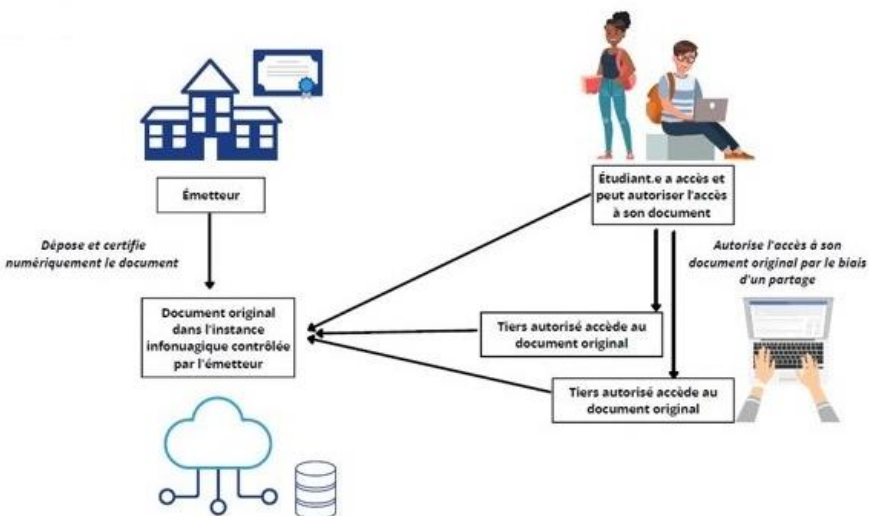 Émetteur
Dépose et certifie
numériquement le document
Document original
dans l'instance
infonuagique contrôlée
par l'émetteur
Étudiant.e a accès et
peut autoriser l'accès
à son document
Autorise l'accès à son
document original par le biais
d'un partage
Tiers autorisé accède au
document original
Tiers autorisé accède au
document original